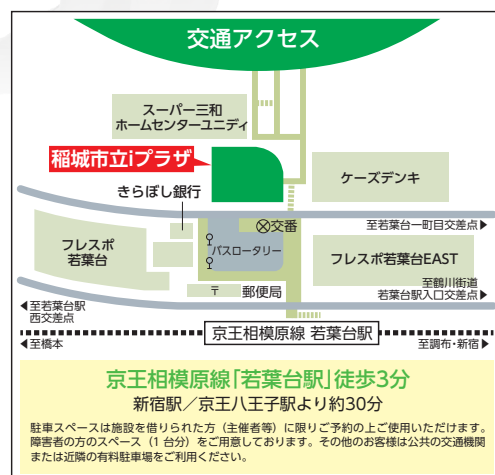 交通アクセス
スーパー三和
ホームセンターユニディ
稲城市立iプラザ
ケーズデンキ
きらぼし銀行
交番
至若葉台一町目交差点▶
フレスポ
若葉台
バスロータリー
フレスポ若葉台EAST
〒 郵便局
至鶴川街道
若葉台駅入口交差点▶
◀至若葉台駅
西交差点
京王相模原線 若葉台駅
◀至橋本
至調布・新宿▶
京王相模原線「若葉台駅」徒歩3分
新宿駅／京王八王子駅より約30分
駐車スペースは施設を借りられた方（主催者等）に限りご予約の上ご使用いただけます。
障害者の方のスペース（1台分）をご用意しております。その他のお客様は公共の交通機関
または近隣の有料駐車場をご利用ください。